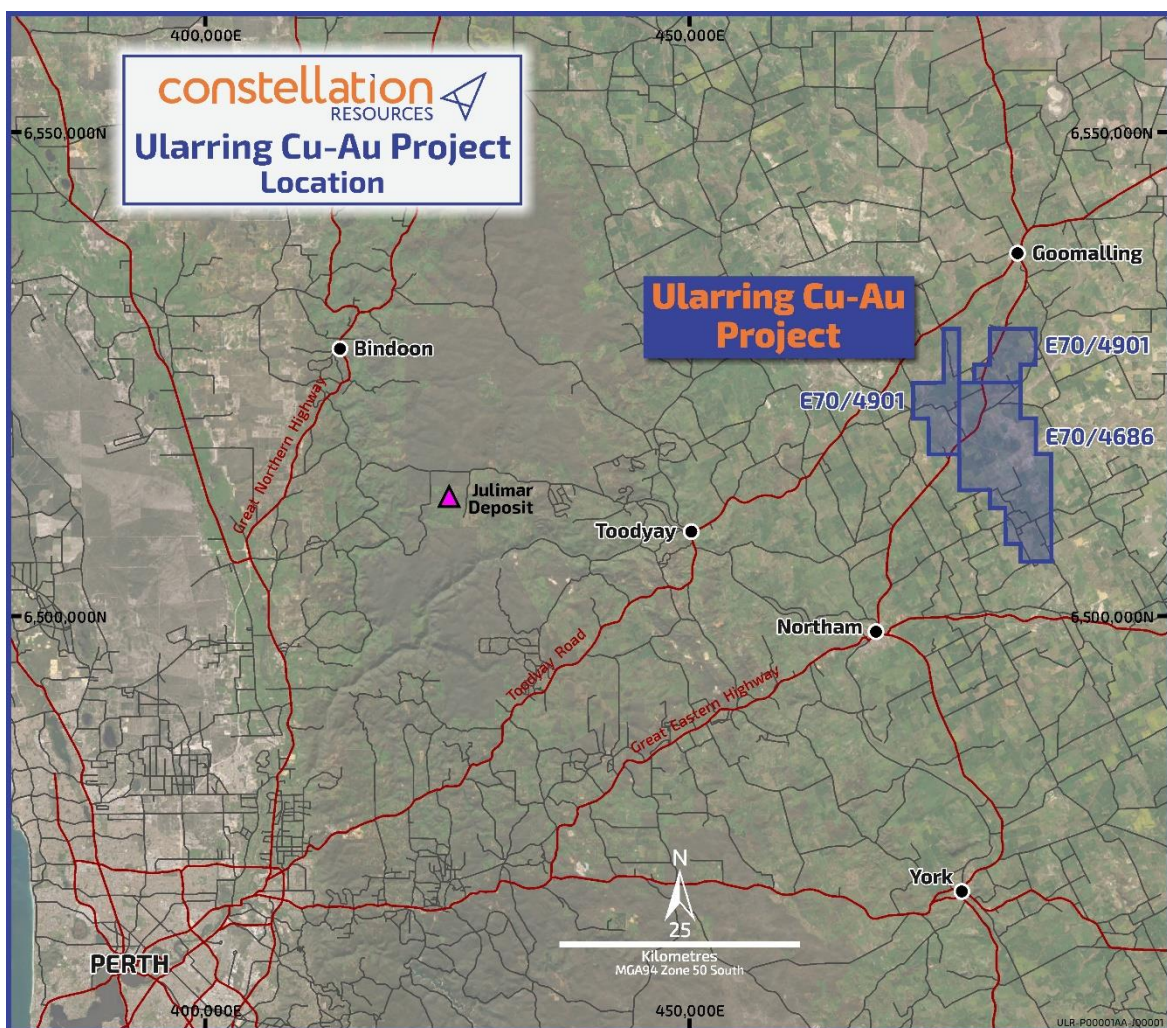 400,000E
450,000E
constellation
RESOURCES
Ularring Cu-Au Project
Location
6,550,000N
6,550,000N
Goomalling
Ularring Cu-Au
Project
Bindoon
E70/4901
E70/4901
Great Northern Highway
E70/4686
Julimar
Deposit
Toodyay
6,500,000N
6,500,000N
Northam
Toodyay Road
Great Eastern Highway
N
York
25
Kilometres
MGA94 Zone 50 South
PERTH
400,000E
450,000E
ULR-P00001AA-J00001